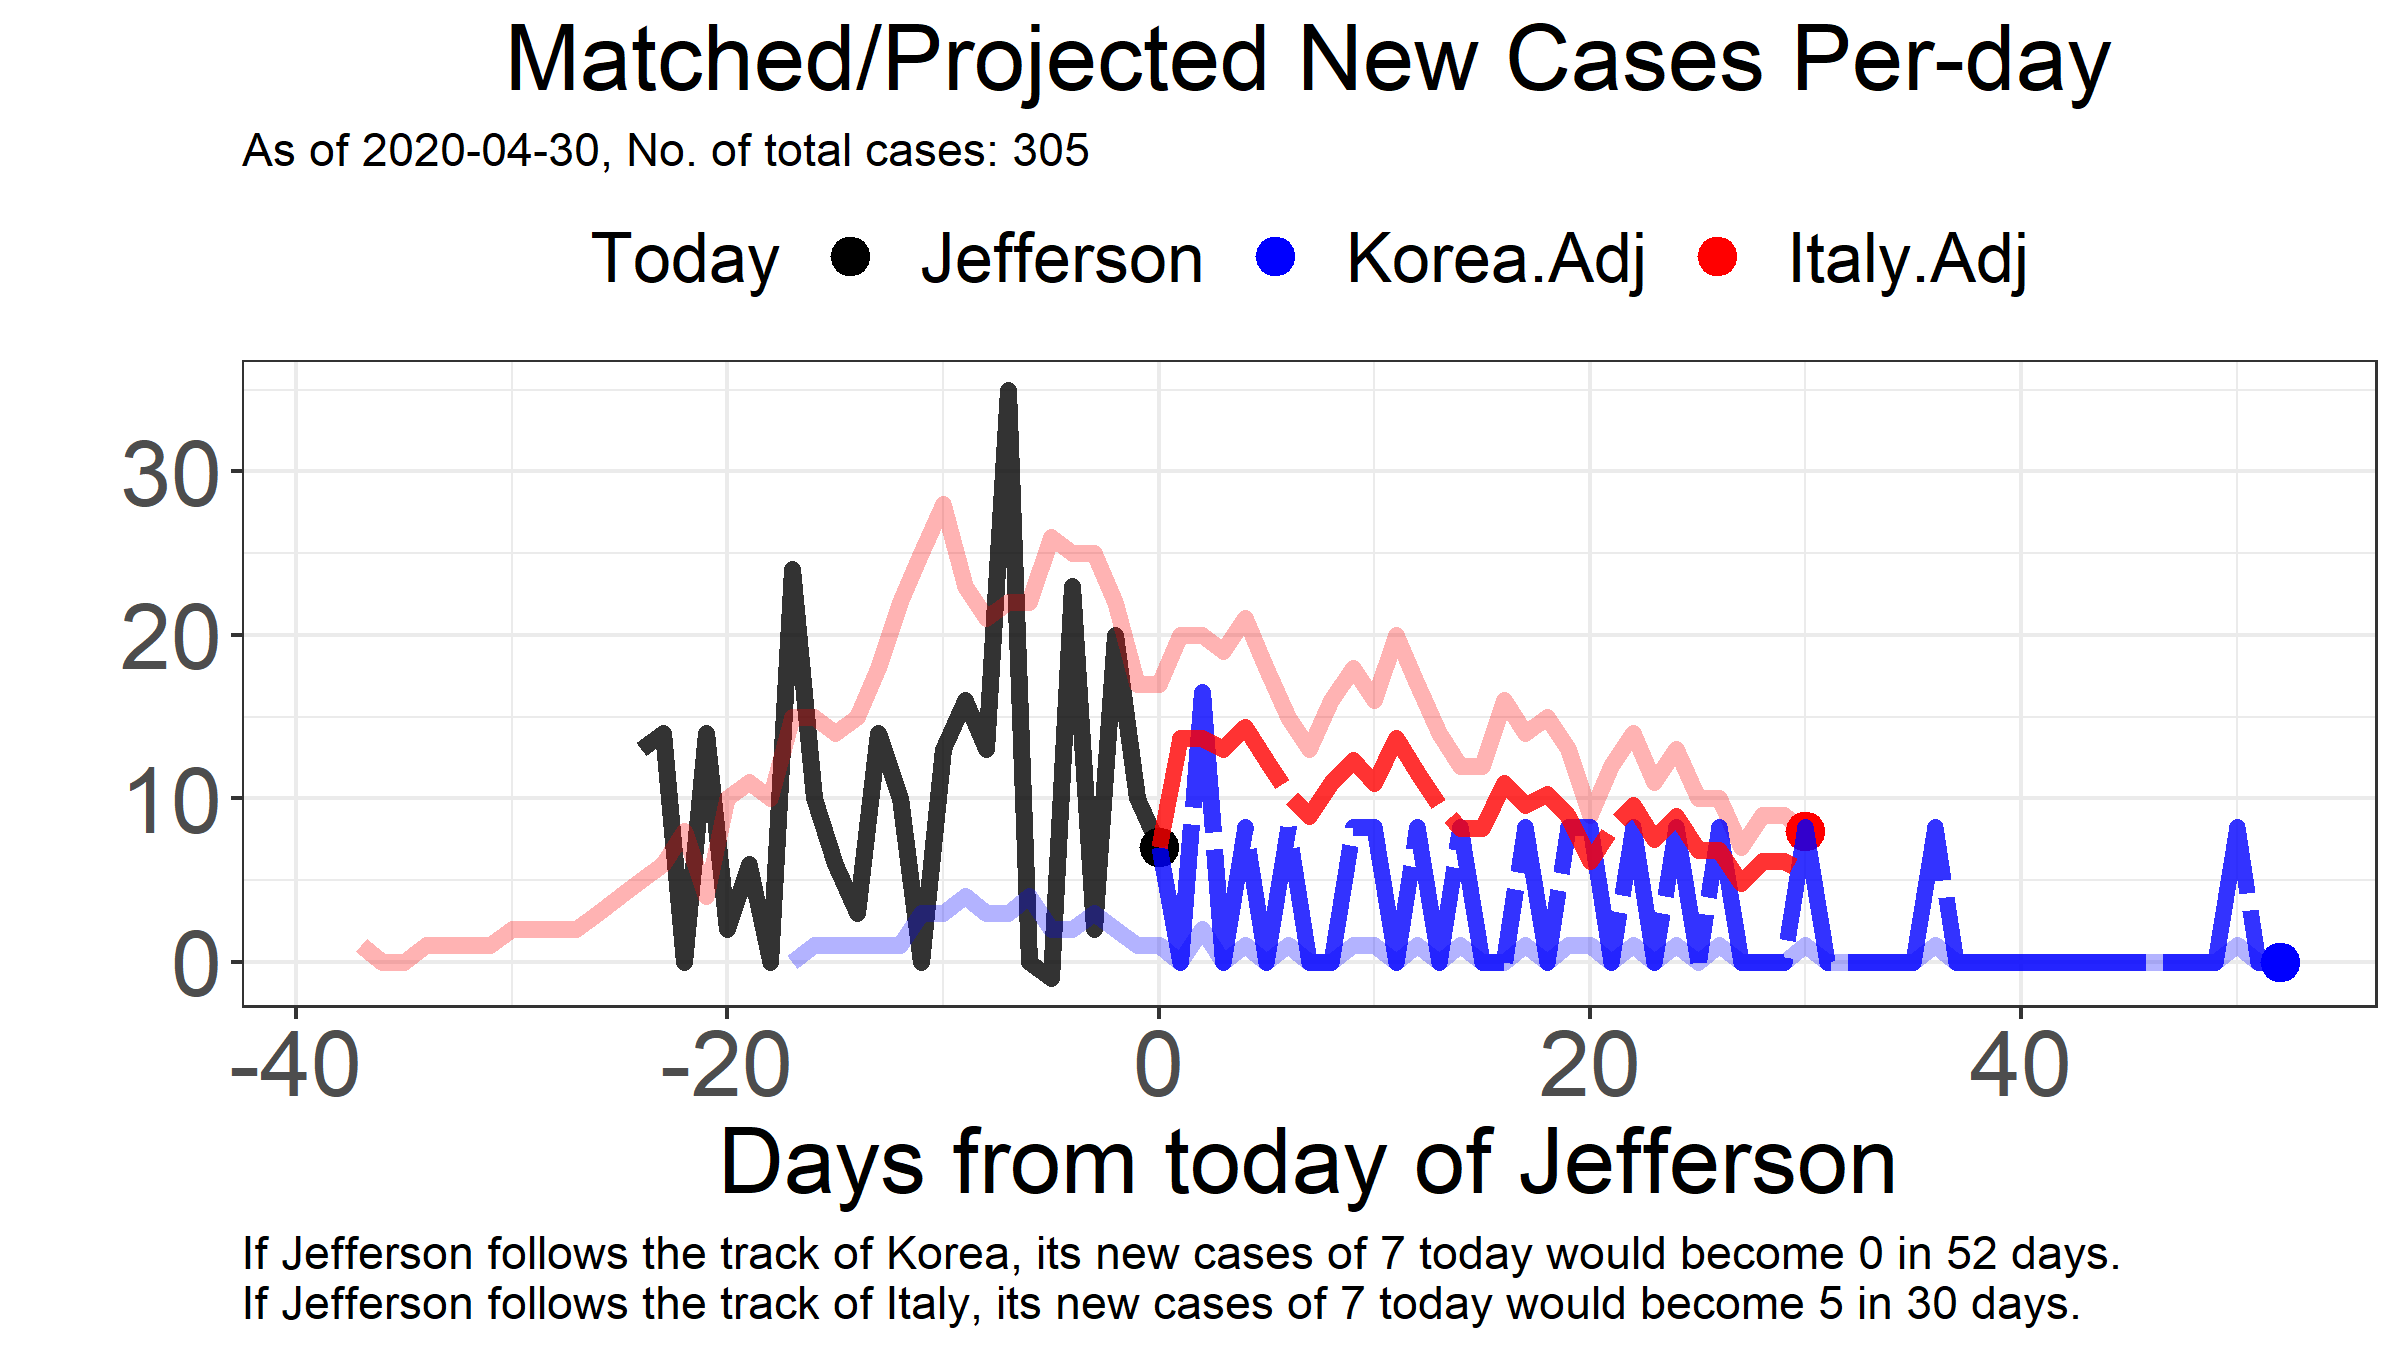 Matched/Projected New Cases Per-day
As of 2020-04-30, No. of total cases: 305
Today Jefferson Korea.Adj Italy.Adj
30
20
10
0
-40 -20 0 20 40
Days from today of Jefferson
If Jefferson follows the track of Korea, its new cases of 7 today would become 0 in 52 days.
If Jefferson follows the track of Italy, its new cases of 7 today would become 5 in 30 days.